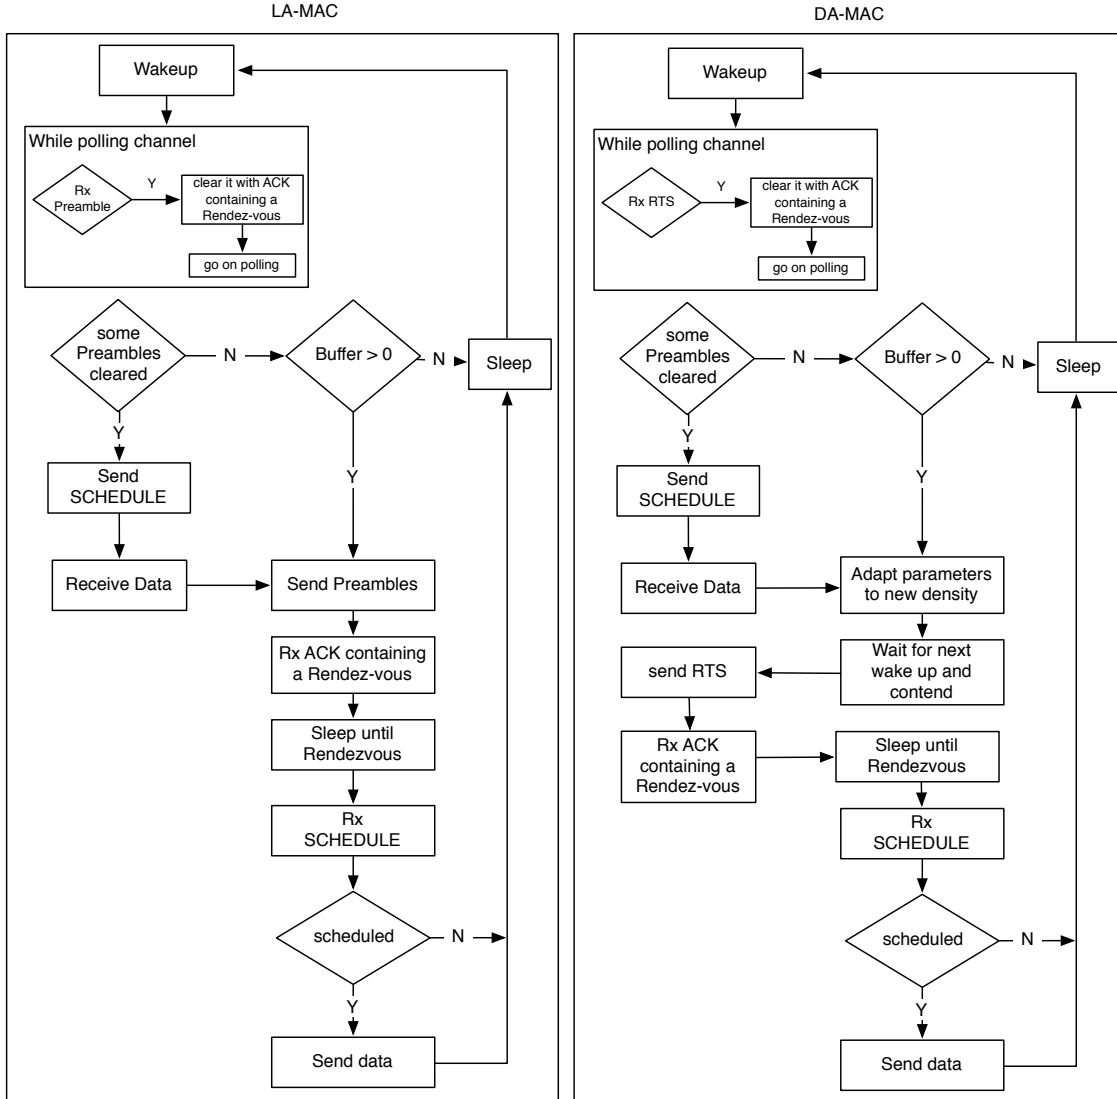 LA-MAC
Wakeup
While polling channel
Rx
Preamble
Y
clear it with ACK
containing a
Rendez-vous
go on polling
some
Preambles
cleared
N
Buffer > 0
N
Sleep
Y
Y
Send
SCHEDULE
Receive Data
Send Preambles
Rx ACK containing
a Rendez-vous
Sleep until
Rendezvous
Rx
SCHEDULE
scheduled
N
Y
Send data
DA-MAC
Wakeup
While polling channel
Rx RTS
Y
clear it with ACK
containing a
Rendez-vous
go on polling
some
Preambles
cleared
N
Buffer > 0
N
Sleep
Y
Y
Send
SCHEDULE
Receive Data
Adapt parameters
to new density
Wait for next
wake up and
contend
send RTS
Rx ACK
containing a
Rendez-vous
Sleep until
Rendezvous
Rx
SCHEDULE
scheduled
N
Y
Send data